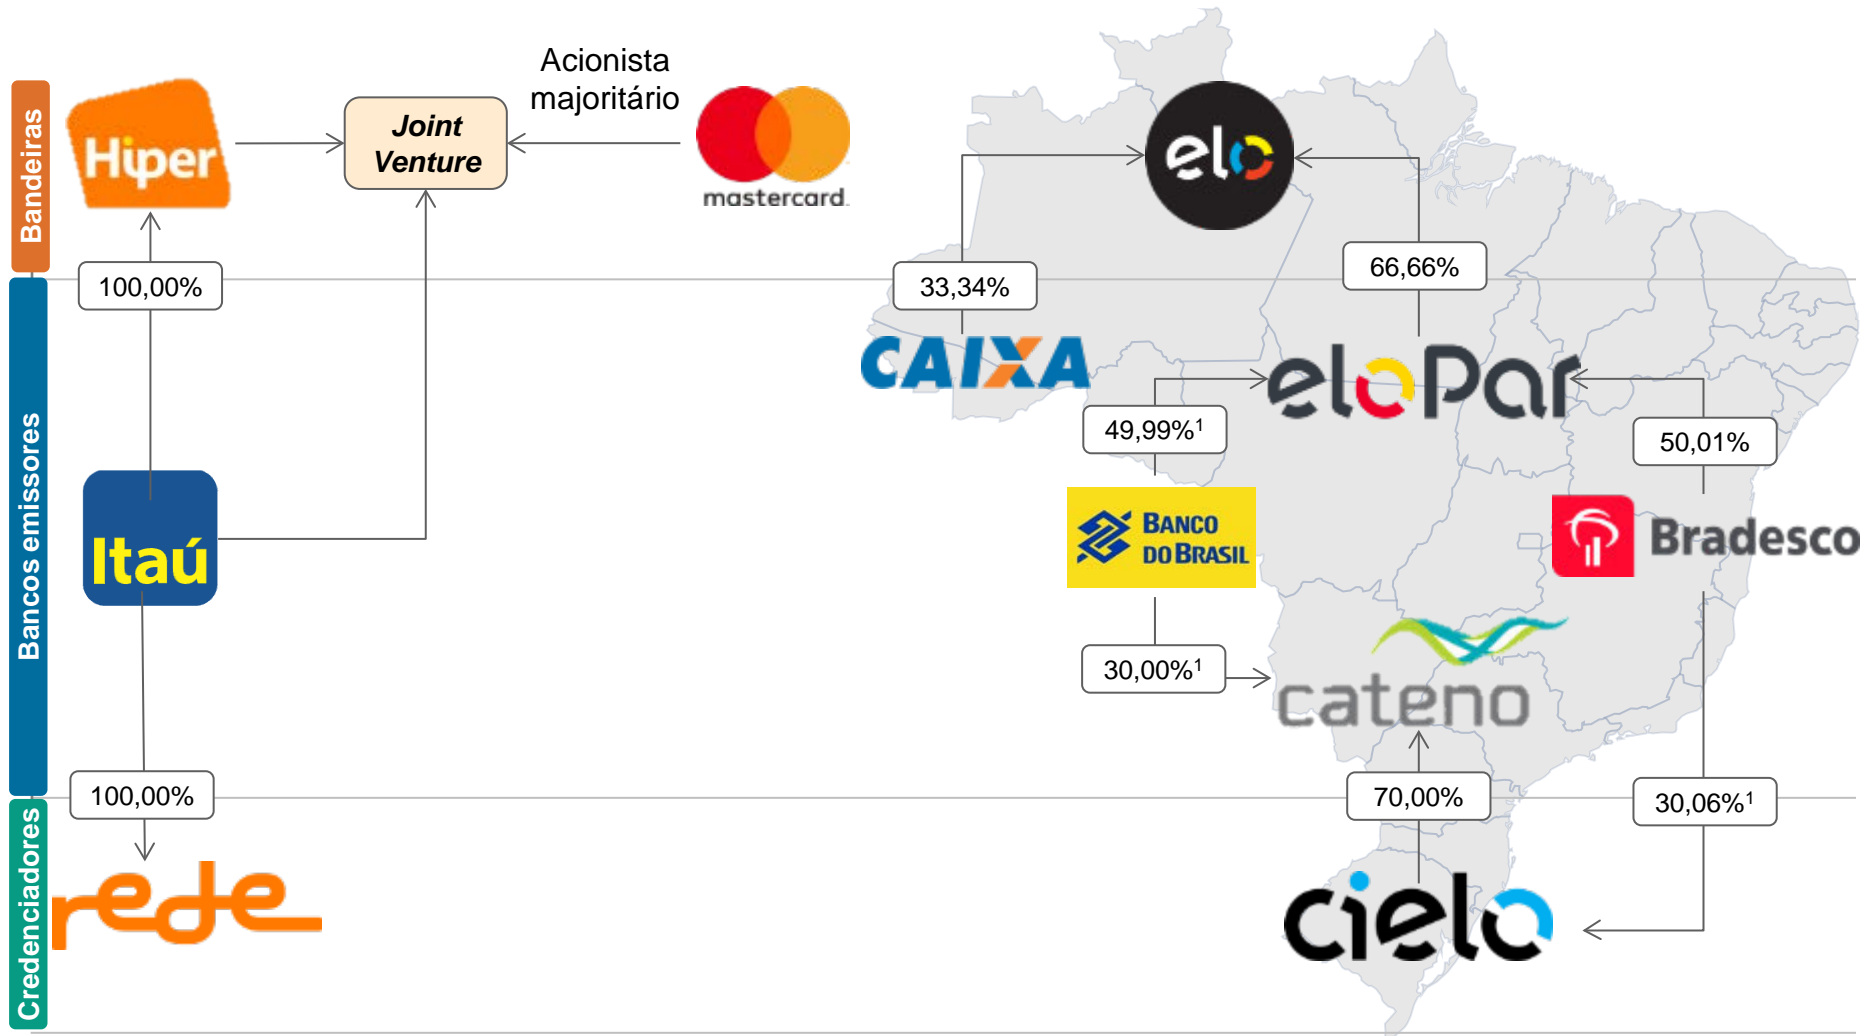 Bandeiras
Hiper
Joint
Venture
Acionista
majoritário
mastercard.
elo
100,00%
33,34%
66,66%
Bancos emissores
CAIXA
eloPar
49,99%¹
50,01%
Itaú
BANCO
DO BRASIL
Bradesco
30,00%¹
cateno
100,00%
70,00%
30,06%¹
Credenciadores
rede
cielo